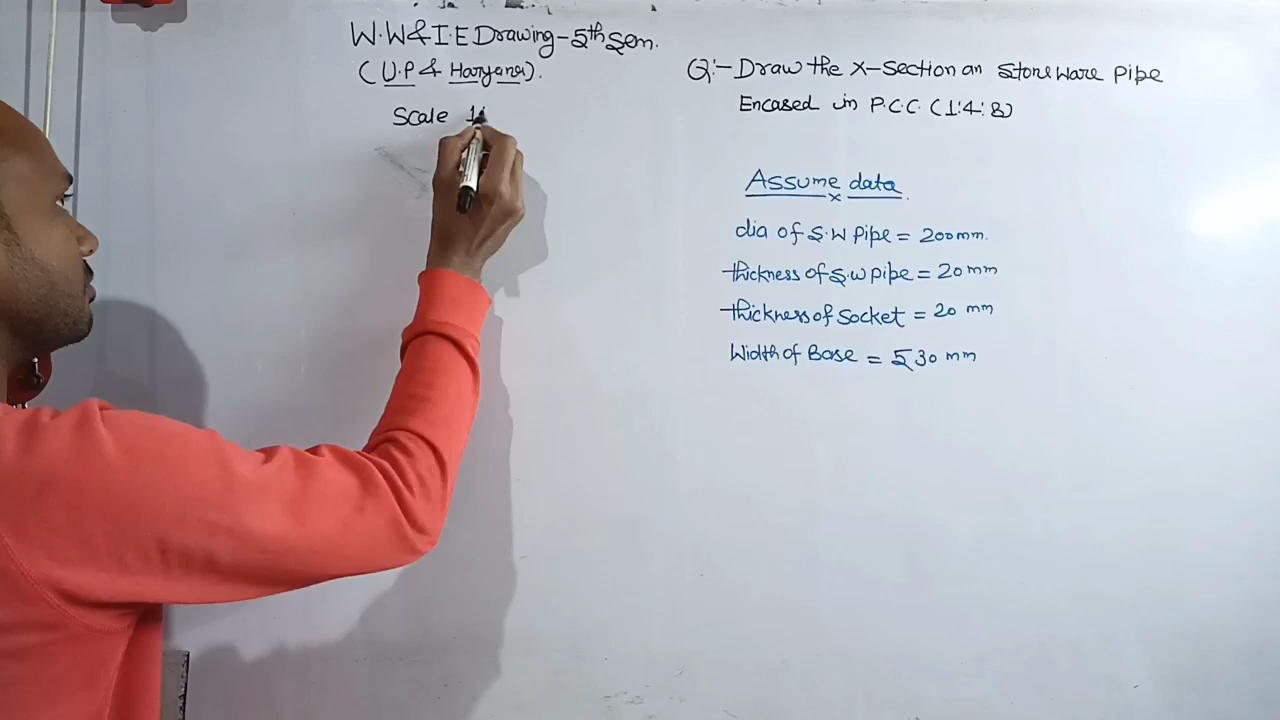 W.W & I.E Drawing - 5th Sem.
(U.P & Haryana).
Scale 1:
Q:- Draw the X-Section an Stone ware Pipe
Encased in P.C.C. (1:4:8)
Assume data
x
dia of S.W Pipe = 200mm.
thickness of S.W Pipe = 20 mm
thickness of Socket = 20 mm
Width of Base = 530 mm